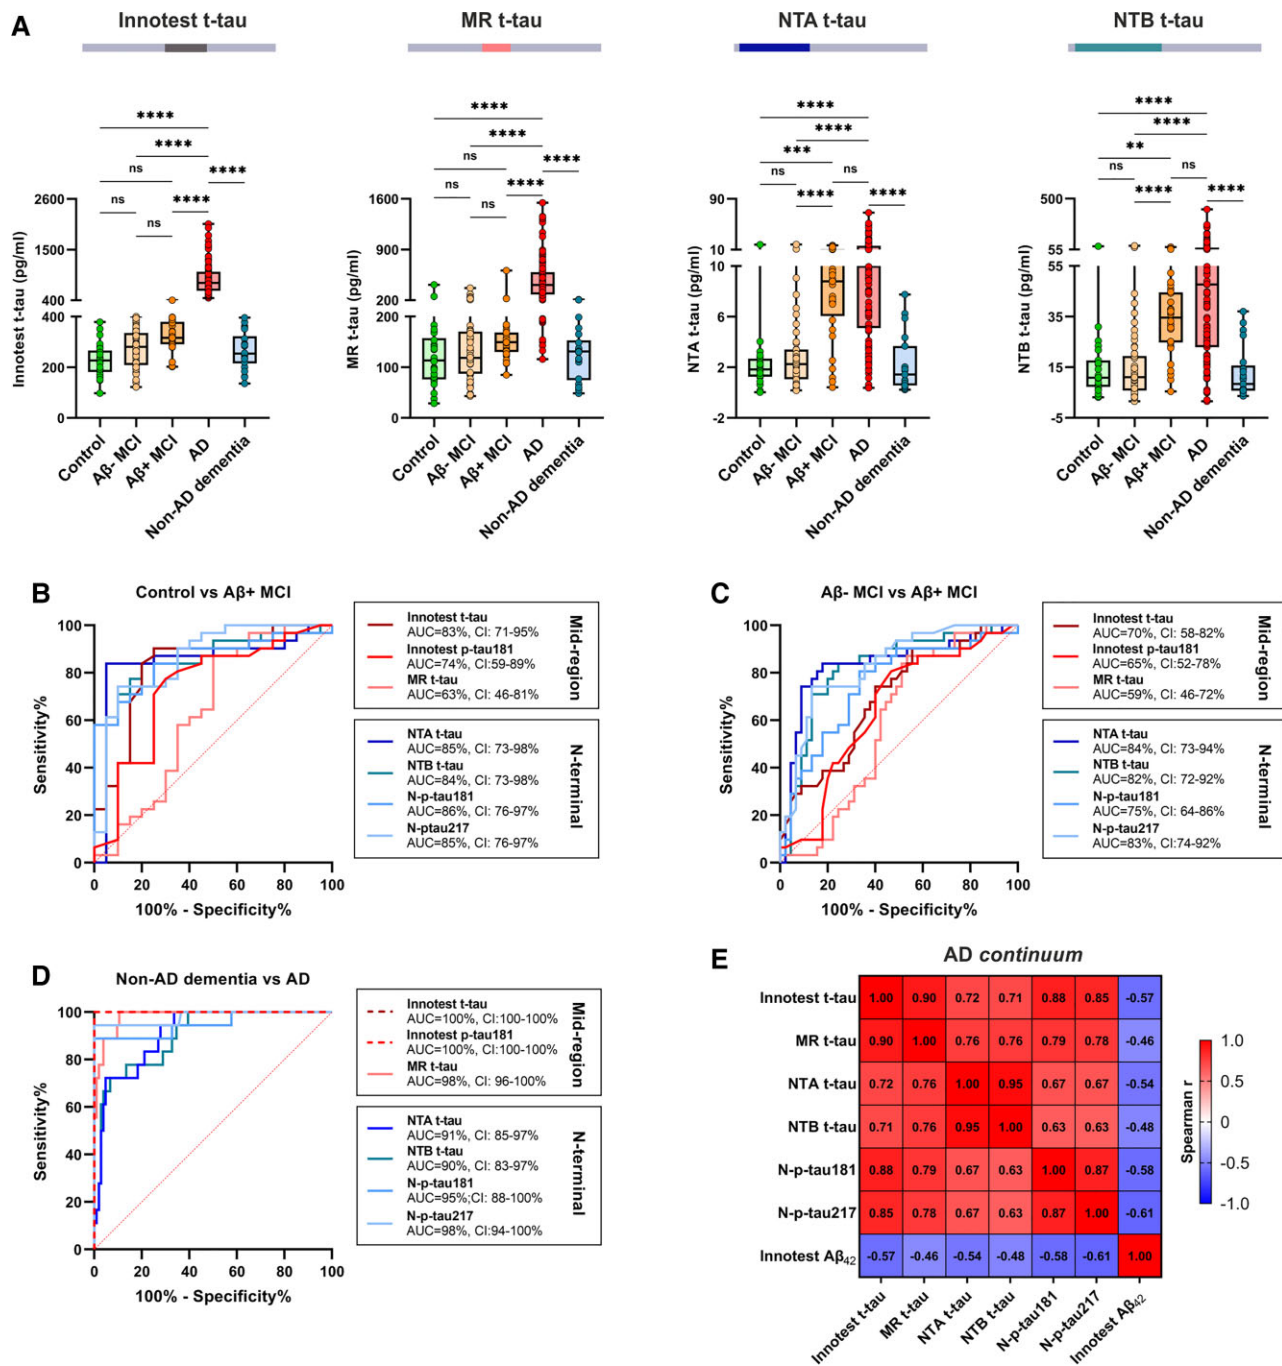 A
Innotest t-tau
MR t-tau
NTA t-tau
NTB t-tau
****
****
ns
****
ns
****
ns
Innotest t-tau (pg/ml)
2600
1500
400
400
200
0
Control
Aβ- MCI
Aβ+ MCI
AD
Non-AD dementia
****
****
ns
****
ns
****
ns
MR t-tau (pg/ml)
1600
900
200
200
100
0
Control
Aβ- MCI
Aβ+ MCI
AD
Non-AD dementia
****
****
***
ns
ns
****
****
NTA t-tau (pg/ml)
90
10
10
6
2
-2
Control
Aβ- MCI
Aβ+ MCI
AD
Non-AD dementia
****
****
**
ns
ns
****
****
NTB t-tau (pg/ml)
500
55
55
35
15
-5
Control
Aβ- MCI
Aβ+ MCI
AD
Non-AD dementia
B
Control vs Aβ+ MCI
Sensitivity%
100
80
60
40
20
0
0 20 40 60 80 100
100% - Specificity%
Innotest t-tau
AUC=83%, CI: 71-95%
Innotest p-tau181
AUC=74%, CI:59-89%
MR t-tau
AUC=63%, CI: 46-81%
Mid-region
NTA t-tau
AUC=85%, CI: 73-98%
NTB t-tau
AUC=84%, CI: 73-98%
N-p-tau181
AUC=86%, CI: 76-97%
N-ptau217
AUC=85%, CI: 76-97%
N-terminal
C
Aβ- MCI vs Aβ+ MCI
Sensitivity%
100
80
60
40
20
0
0 20 40 60 80 100
100% - Specificity%
Innotest t-tau
AUC=70%, CI: 58-82%
Innotest p-tau181
AUC=65%, CI:52-78%
MR t-tau
AUC=59%, CI: 46-72%
Mid-region
NTA t-tau
AUC=84%, CI: 73-94%
NTB t-tau
AUC=82%, CI: 72-92%
N-p-tau181
AUC=75%, CI: 64-86%
N-p-tau217
AUC=83%, CI:74-92%
N-terminal
D
Non-AD dementia vs AD
Sensitivity%
100
80
60
40
20
0
0 20 40 60 80 100
100% - Specificity%
Innotest t-tau
AUC=100%, CI:100-100%
Innotest p-tau181
AUC=100%, CI:100-100%
MR t-tau
AUC=98%, CI: 96-100%
Mid-region
NTA t-tau
AUC=91%, CI: 85-97%
NTB t-tau
AUC=90%, CI: 83-97%
N-p-tau181
AUC=95%;CI: 88-100%
N-p-tau217
AUC=98%, CI:94-100%
N-terminal
E
AD continuum
Innotest t-tau 1.00 0.90 0.72 0.71 0.88 0.85 -0.57
MR t-tau 0.90 1.00 0.76 0.76 0.79 0.78 -0.46
NTA t-tau 0.72 0.76 1.00 0.95 0.67 0.67 -0.54
NTB t-tau 0.71 0.76 0.95 1.00 0.63 0.63 -0.48
N-p-tau181 0.88 0.79 0.67 0.63 1.00 0.87 -0.58
N-p-tau217 0.85 0.78 0.67 0.63 0.87 1.00 -0.61
Innotest Aβ42 -0.57 -0.46 -0.54 -0.48 -0.58 -0.61 1.00
Innotest t-tau
MR t-tau
NTA t-tau
NTB t-tau
N-p-tau181
N-p-tau217
Innotest Aβ42
Spearman r
1.0
0.5
0
-0.5
-1.0